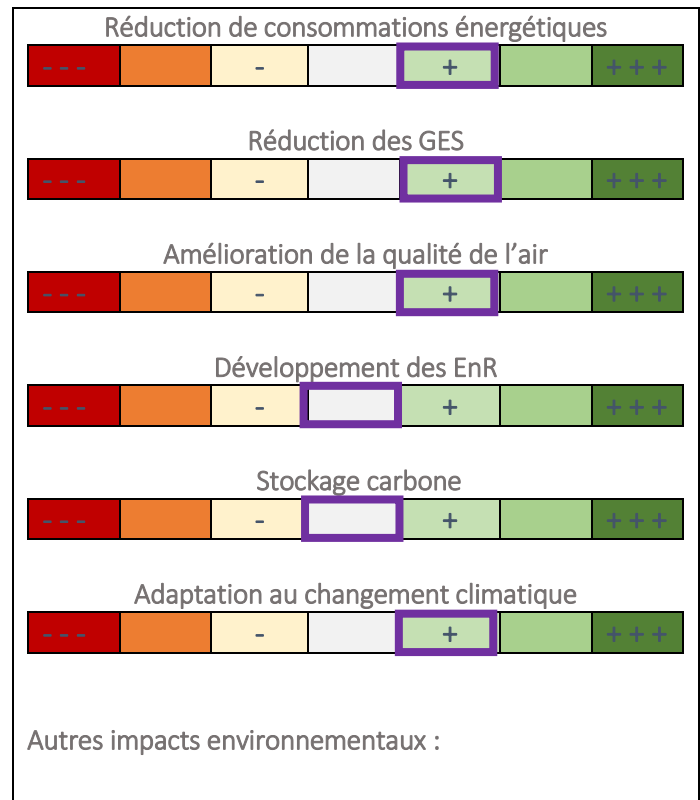 Réduction de consommations énergétiques
- - - - + + + +
Réduction des GES
- - - - + + + +
Amélioration de la qualité de l’air
- - - - + + + +
Développement des EnR
- - - - + + + +
Stockage carbone
- - - - + + + +
Adaptation au changement climatique
- - - - + + + +
Autres impacts environnementaux :